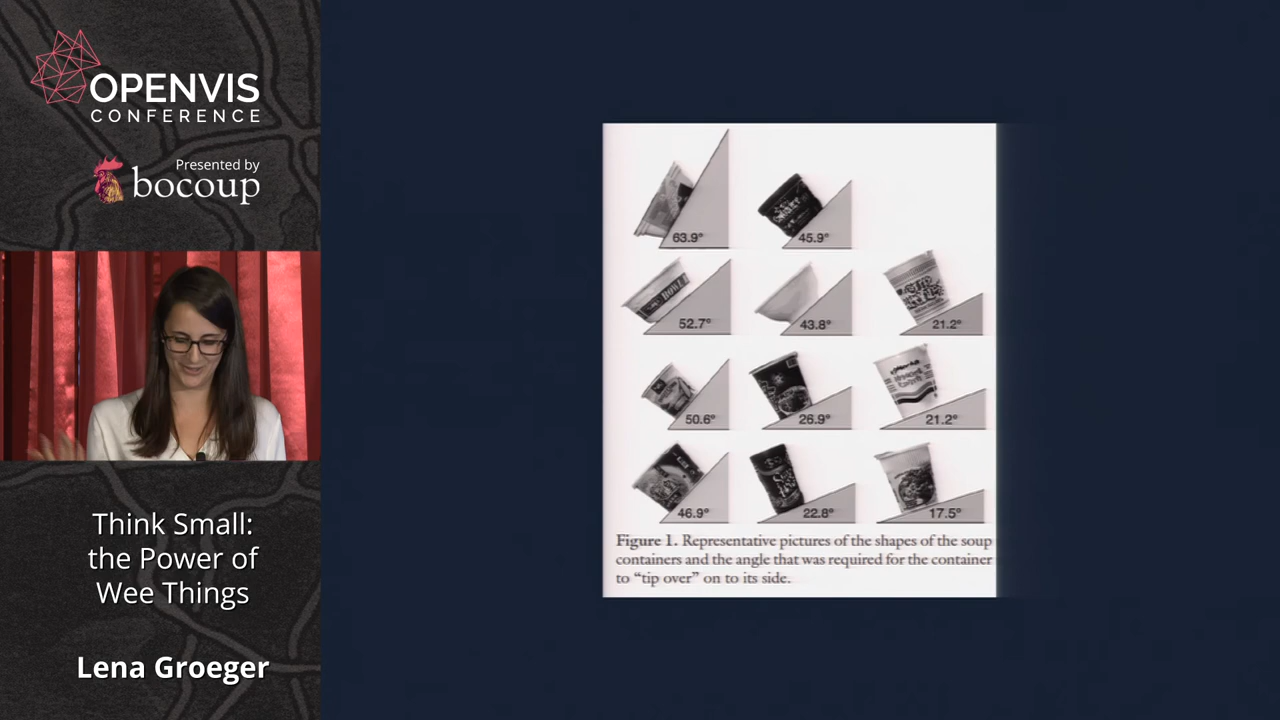 OPENVIS
CONFERENCE
Presented by
bocoup
Think Small:
the Power of
Wee Things
Lena Groeger
63.9°
45.9°
BOWL
52.7°
43.8°
21.2°
50.6°
26.9°
21.2°
46.9°
22.8°
17.5°
Figure 1. Representative pictures of the shapes of the soup
containers and the angle that was required for the container
to “tip over” on to its side.